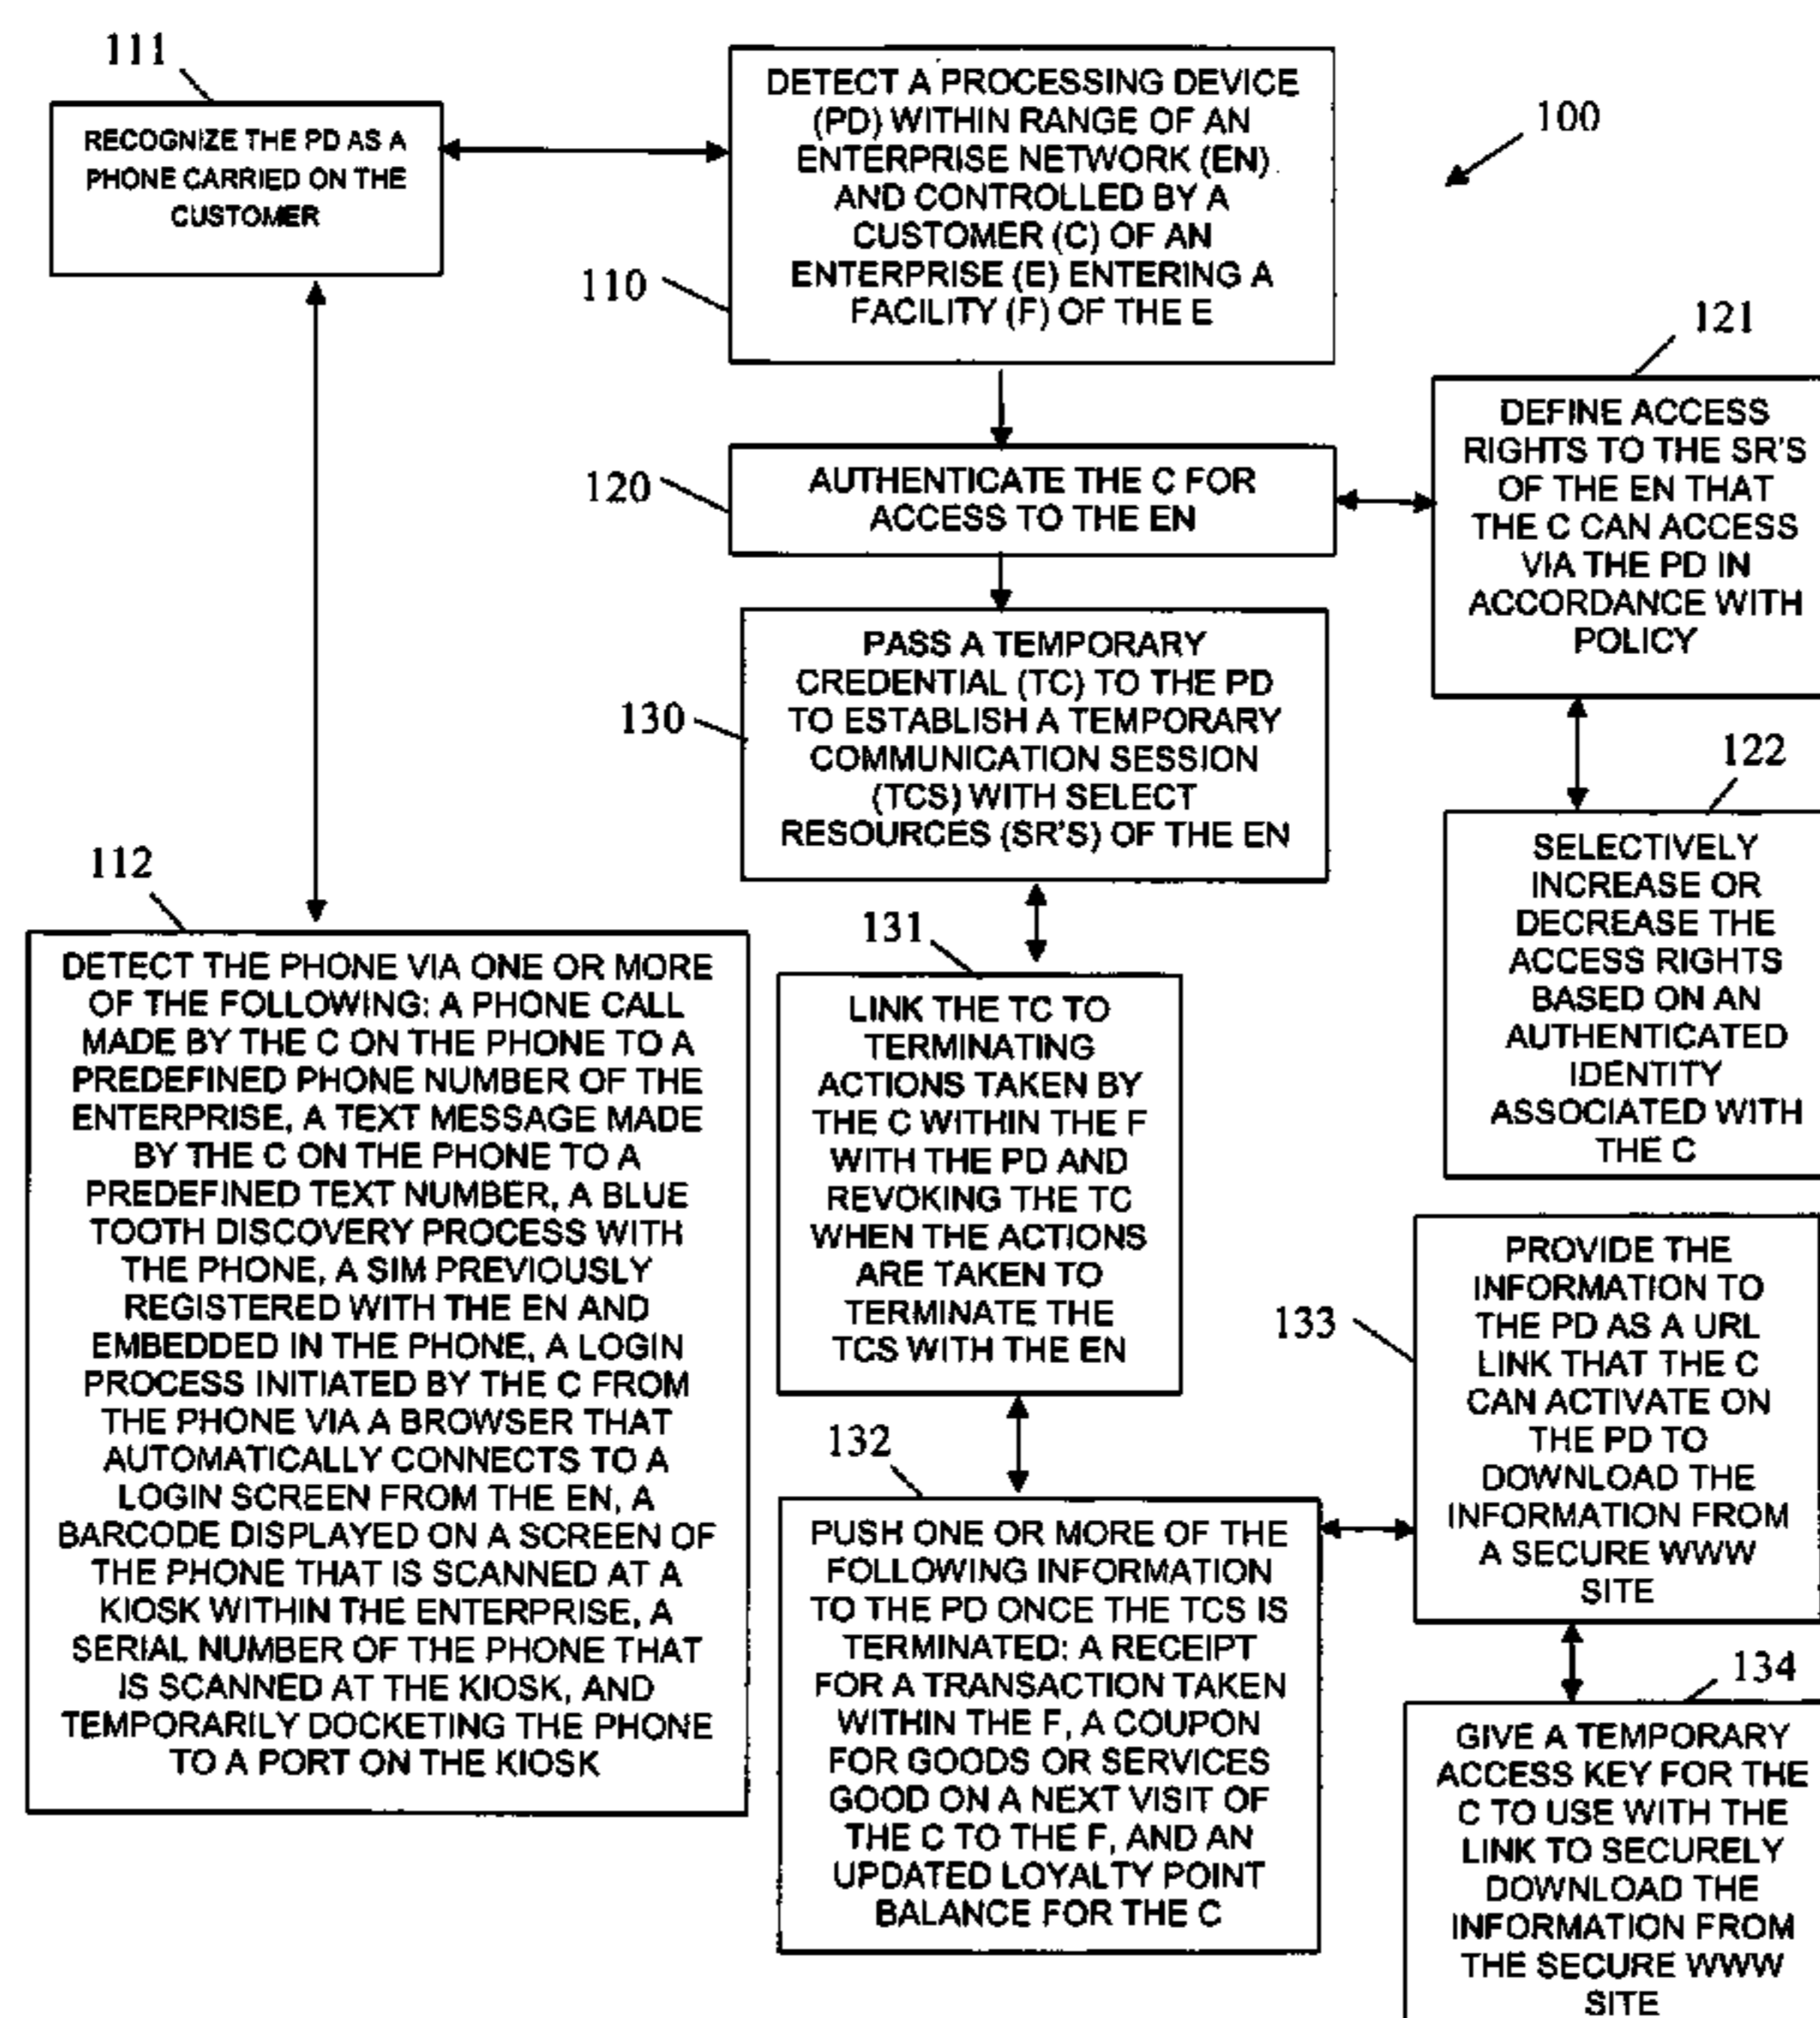 111
RECOGNIZE THE PD AS A
PHONE CARRIED ON THE
CUSTOMER
DETECT A PROCESSING DEVICE
(PD) WITHIN RANGE OF AN
ENTERPRISE NETWORK (EN)
AND CONTROLLED BY A
CUSTOMER (C) OF AN
ENTERPRISE (E) ENTERING A
FACILITY (F) OF THE E
100
110
121
DEFINE ACCESS
RIGHTS TO THE SR'S
OF THE EN THAT
THE C CAN ACCESS
VIA THE PD IN
ACCORDANCE WITH
POLICY
120
AUTHENTICATE THE C FOR
ACCESS TO THE EN
130
PASS A TEMPORARY
CREDENTIAL (TC) TO THE PD
TO ESTABLISH A TEMPORARY
COMMUNICATION SESSION
(TCS) WITH SELECT
RESOURCES (SR'S) OF THE EN
122
SELECTIVELY
INCREASE OR
DECREASE THE
ACCESS RIGHTS
BASED ON AN
AUTHENTICATED
IDENTITY
ASSOCIATED WITH
THE C
112
DETECT THE PHONE VIA ONE OR MORE
OF THE FOLLOWING: A PHONE CALL
MADE BY THE C ON THE PHONE TO A
PREDEFINED PHONE NUMBER OF THE
ENTERPRISE, A TEXT MESSAGE MADE
BY THE C ON THE PHONE TO A
PREDEFINED TEXT NUMBER, A BLUE
TOOTH DISCOVERY PROCESS WITH
THE PHONE, A SIM PREVIOUSLY
REGISTERED WITH THE EN AND
EMBEDDED IN THE PHONE, A LOGIN
PROCESS INITIATED BY THE C FROM
THE PHONE VIA A BROWSER THAT
AUTOMATICALLY CONNECTS TO A
LOGIN SCREEN FROM THE EN, A
BARCODE DISPLAYED ON A SCREEN OF
THE PHONE THAT IS SCANNED AT A
KIOSK WITHIN THE ENTERPRISE, A
SERIAL NUMBER OF THE PHONE THAT
IS SCANNED AT THE KIOSK, AND
TEMPORARILY DOCKETING THE PHONE
TO A PORT ON THE KIOSK
131
LINK THE TC TO
TERMINATING
ACTIONS TAKEN BY
THE C WITHIN THE F
WITH THE PD AND
REVOKING THE TC
WHEN THE ACTIONS
ARE TAKEN TO
TERMINATE THE
TCS WITH THE EN
132
PUSH ONE OR MORE OF THE
FOLLOWING INFORMATION
TO THE PD ONCE THE TCS IS
TERMINATED: A RECEIPT
FOR A TRANSACTION TAKEN
WITHIN THE F, A COUPON
FOR GOODS OR SERVICES
GOOD ON A NEXT VISIT OF
THE C TO THE F, AND AN
UPDATED LOYALTY POINT
BALANCE FOR THE C
133
PROVIDE THE
INFORMATION TO
THE PD AS A URL
LINK THAT THE C
CAN ACTIVATE ON
THE PD TO
DOWNLOAD THE
INFORMATION FROM
A SECURE WWW
SITE
134
GIVE A TEMPORARY
ACCESS KEY FOR THE
C TO USE WITH THE
LINK TO SECURELY
DOWNLOAD THE
INFORMATION FROM
THE SECURE WWW
SITE